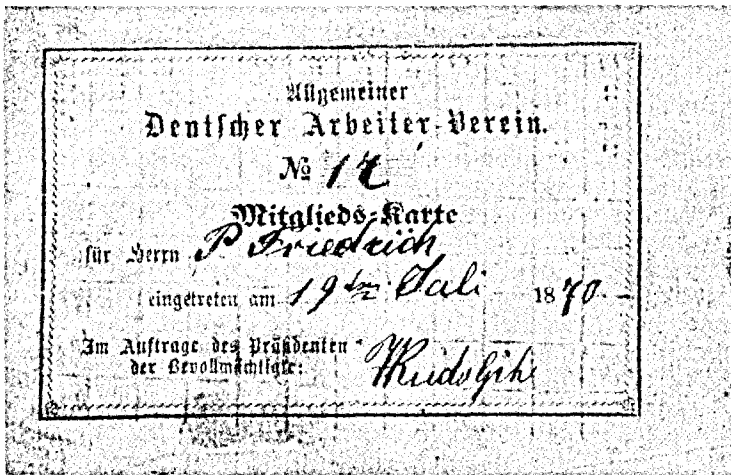 Allgemeiner
Deutscher Arbeiter-Verein.
№ 17
Mitglieds-Karte
für Herrn P Friedrich
eingetreten am 19ten Juli 1870.
Im Auftrage des Präsidenten
der Bevollmächtigte: